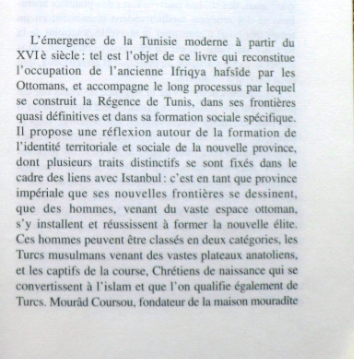 L'émergence de la Tunisie moderne à partir du
XVIè siècle : tel est l'objet de ce livre qui reconstitue
l'occupation de l'ancienne Ifriqya hafsîde par les
Ottomans, et accompagne le long processus par lequel
se construit la Régence de Tunis, dans ses frontières
quasi définitives et dans sa formation sociale spécifique.
Il propose une réflexion autour de la formation de
l'identité territoriale et sociale de la nouvelle province,
dont plusieurs traits distinctifs se sont fixés dans le
cadre des liens avec Istanbul : c'est en tant que province
impériale que ses nouvelles frontières se dessinent,
que des hommes, venant du vaste espace ottoman,
s'y installent et réussissent à former la nouvelle élite.
Ces hommes peuvent être classés en deux catégories, les
Turcs musulmans venant des vastes plateaux anatoliens,
et les captifs de la course, Chrétiens de naissance qui se
convertissent à l'islam et que l'on qualifie également de
Turcs. Mourâd Coursou, fondateur de la maison mouradîte